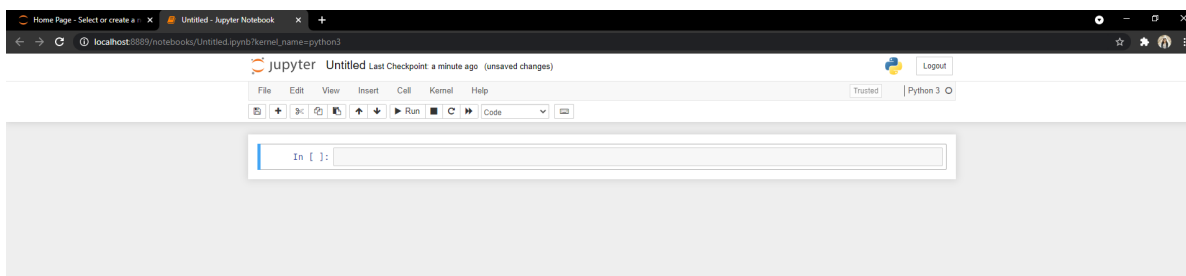 Home Page - Select or create a n
Untitled - Jupyter Notebook
localhost:8889/notebooks/Untitled.ipynb?kernel_name=python3
jupyter Untitled Last Checkpoint: a minute ago (unsaved changes)
Logout
File Edit View Insert Cell Kernel Help
Trusted
Python 3
Run
Code
In [ ]: